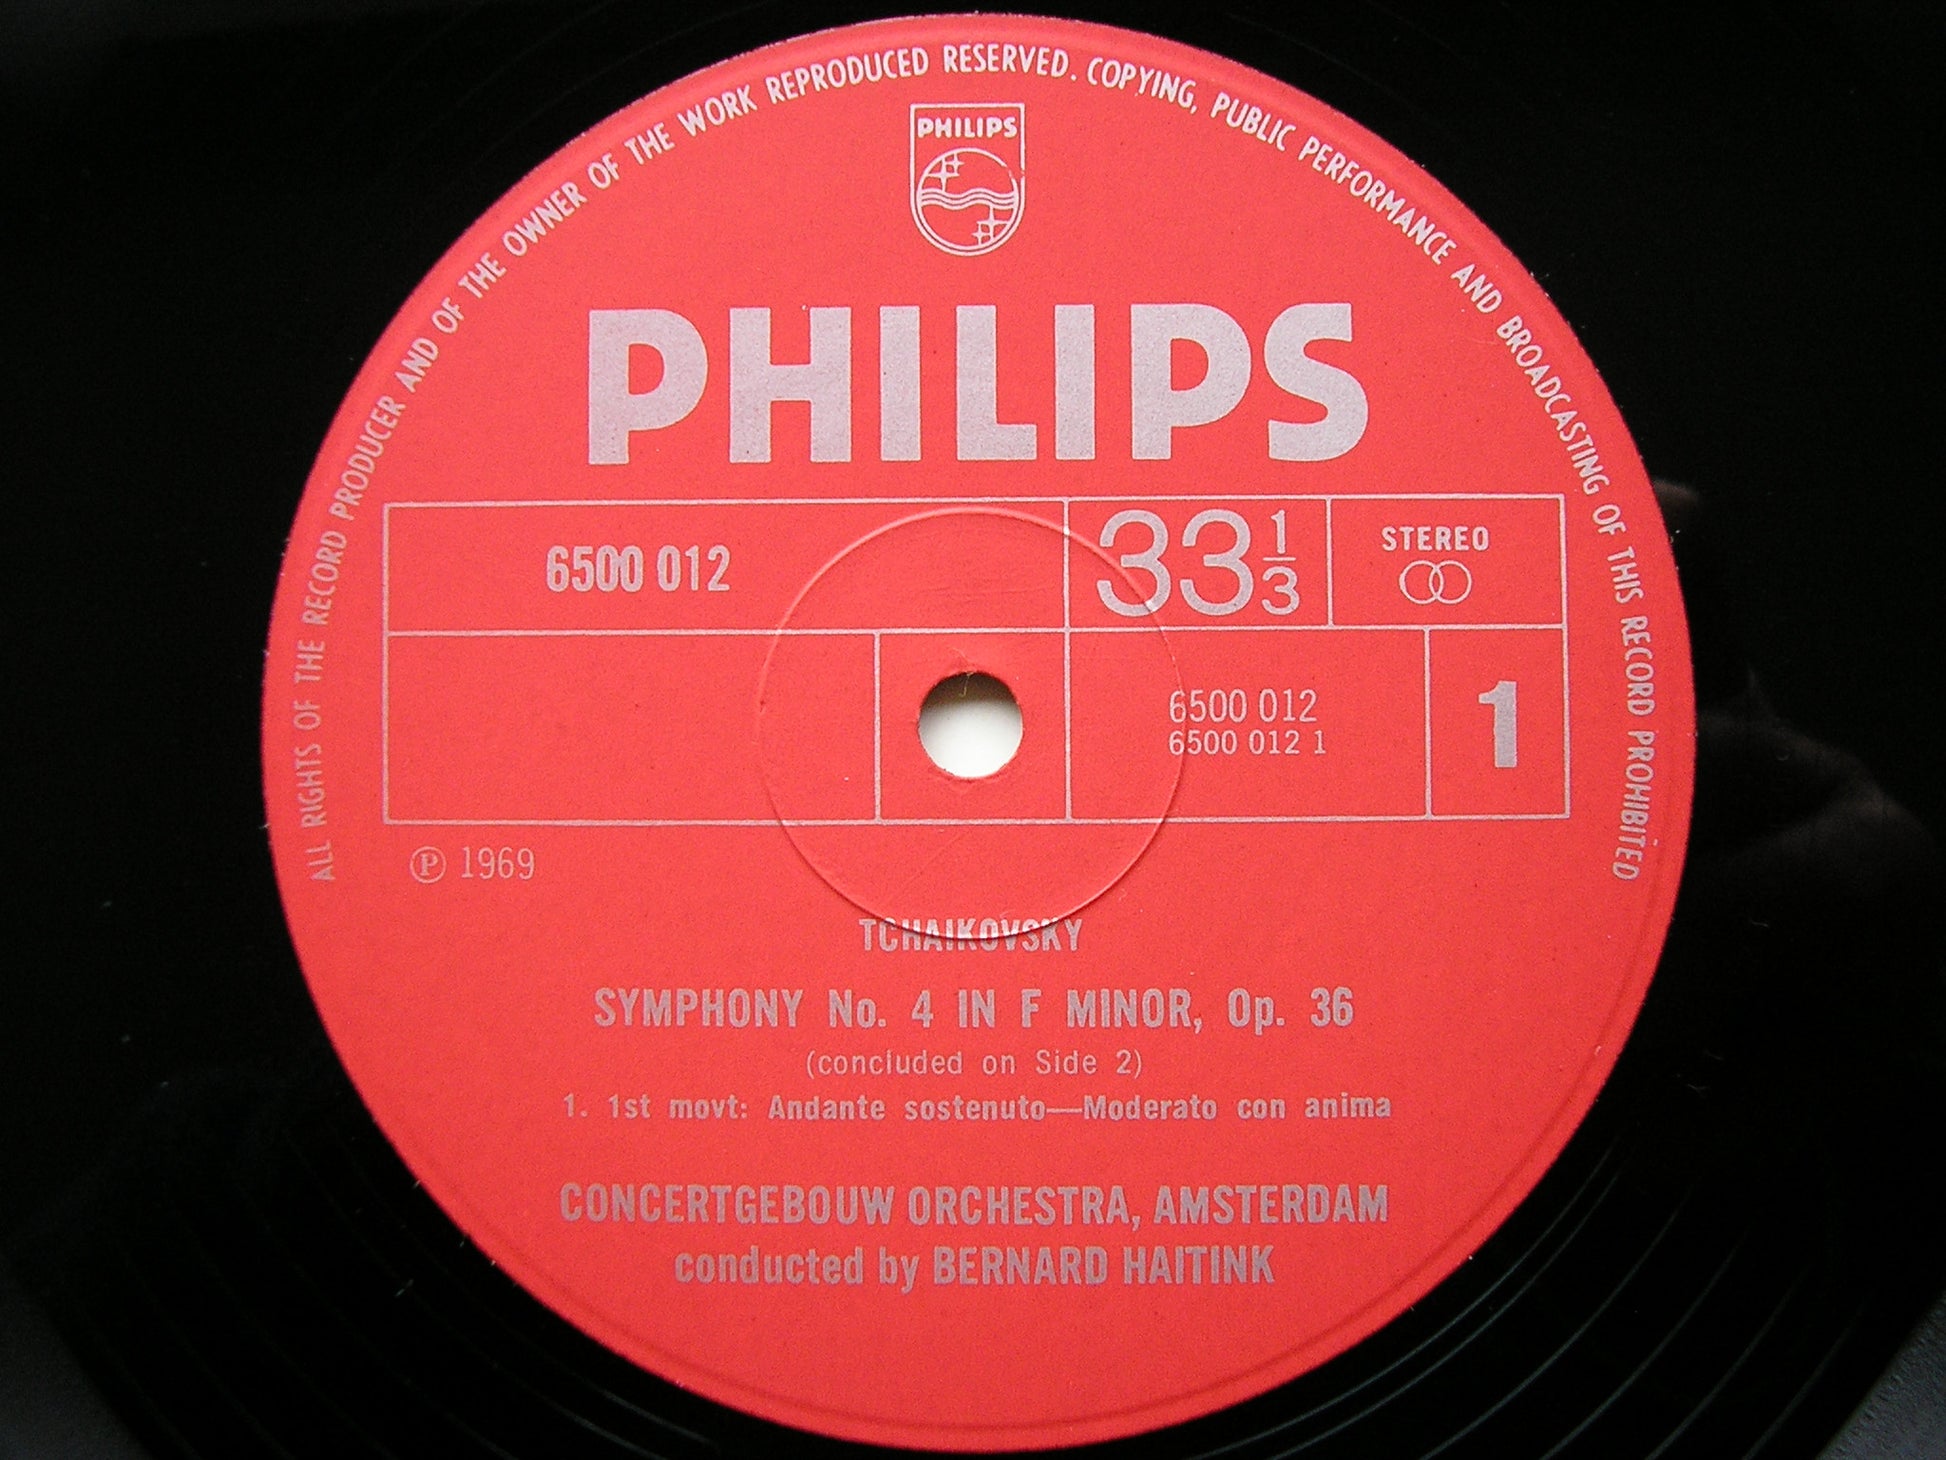 ALL RIGHTS OF THE RECORD PRODUCER AND OF THE OWNER OF THE WORK REPRODUCED RESERVED. COPYING, PUBLIC PERFORMANCE AND BROADCASTING OF THIS RECORD PROHIBITED
PHILIPS
PHILIPS
6500 012
33 1/3
STEREO
6500 012
6500 012 1
1
Ⓟ 1969
TCHAIKOVSKY
SYMPHONY No. 4 IN F MINOR, Op. 36
(concluded on Side 2)
1. 1st movt: Andante sostenuto—Moderato con anima
CONCERTGEBOUW ORCHESTRA, AMSTERDAM
conducted by BERNARD HAITINK